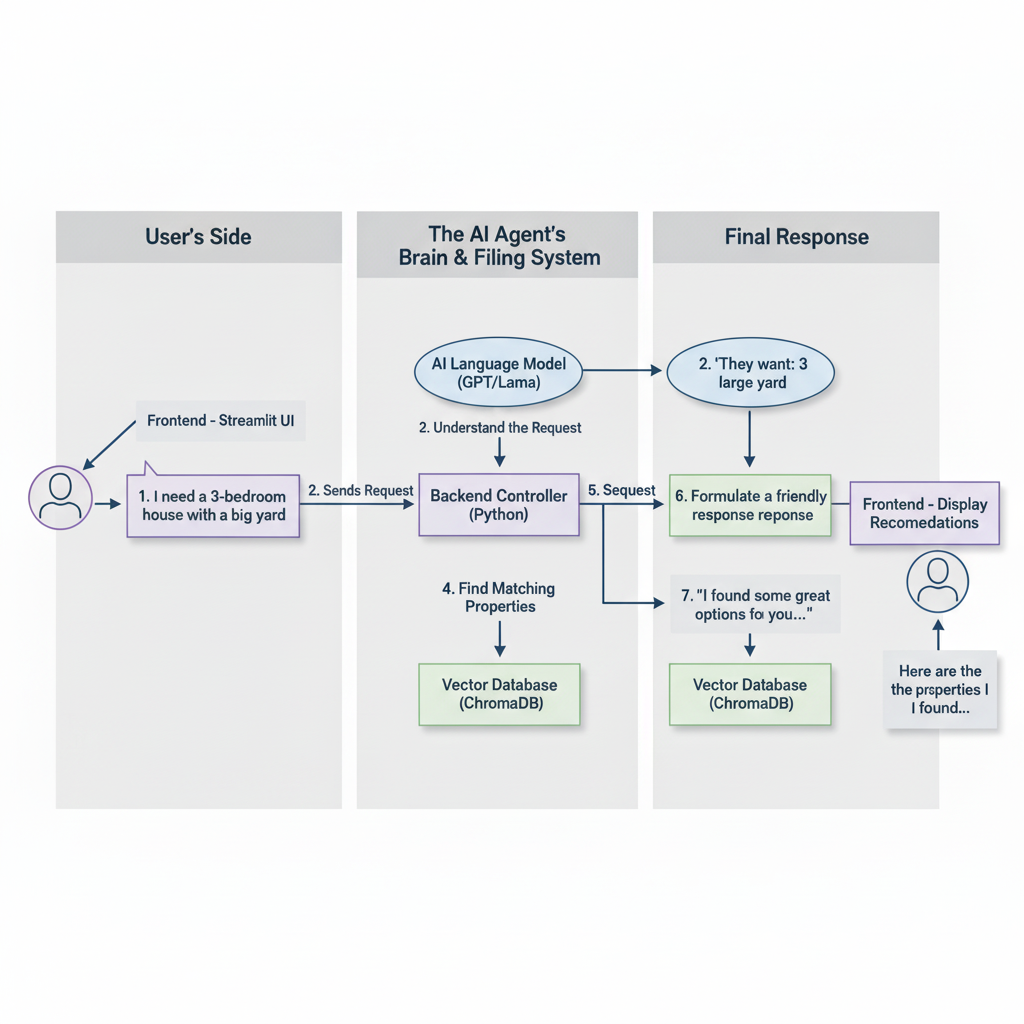 User's Side
The AI Agent's
Brain & Filing System
Final Response
AI Language Model
(GPT/Lama)
2. 'They want: 3
large yard
Frontend - Streamlit UI
2. Understand the Request
1. I need a 3-bedroom
house with a big yard
2. Sends Request
Backend Controller
(Python)
5. Sequest
6. Formulate a friendly
response reponse
Frontend - Display
Recomedations
4. Find Matching
Properties
7. "I found some great
options for you..."
Vector Database
(ChromaDB)
Vector Database
(ChromaDB)
Here are the
the properties I
I found...